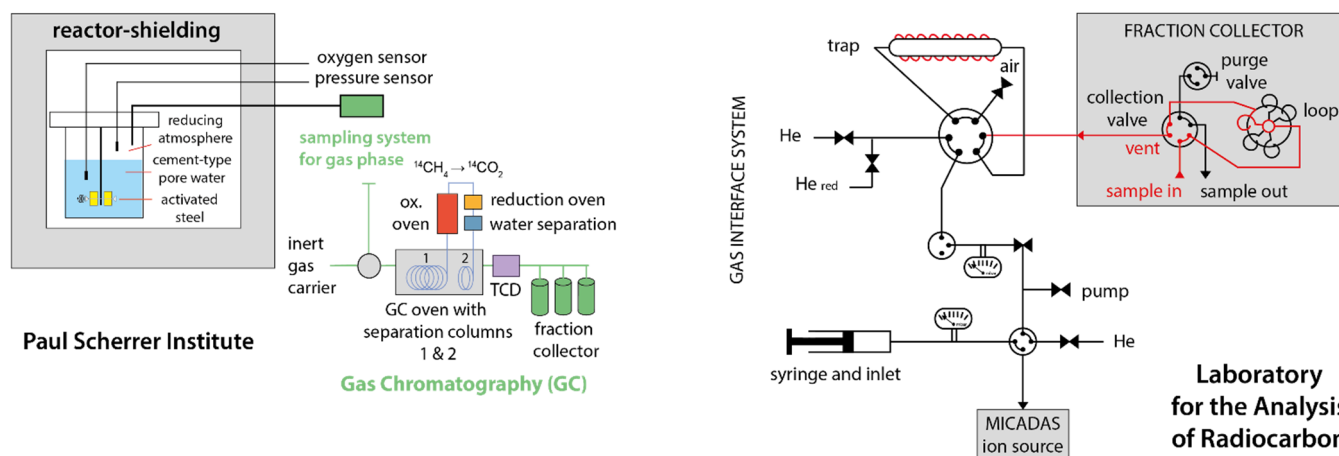 reactor-shielding
oxygen sensor
pressure sensor
reducing
atmosphere
cement-type
pore water
activated
steel
sampling system
for gas phase
¹⁴CH₄→¹⁴CO₂
ox.
oven
reduction oven
water separation
inert
gas
carrier
1
2
TCD
GC oven with
separation columns
1 & 2
fraction
collector
Paul Scherrer Institute
Gas Chromatography (GC)
GAS INTERFACE SYSTEM
trap
air
He
He red
FRACTION COLLECTOR
purge
valve
collection
valve
loop
vent
sample in
sample out
pump
He
syringe and inlet
MICADAS
ion source
Laboratory
for the Analysis
of Radiocarbon